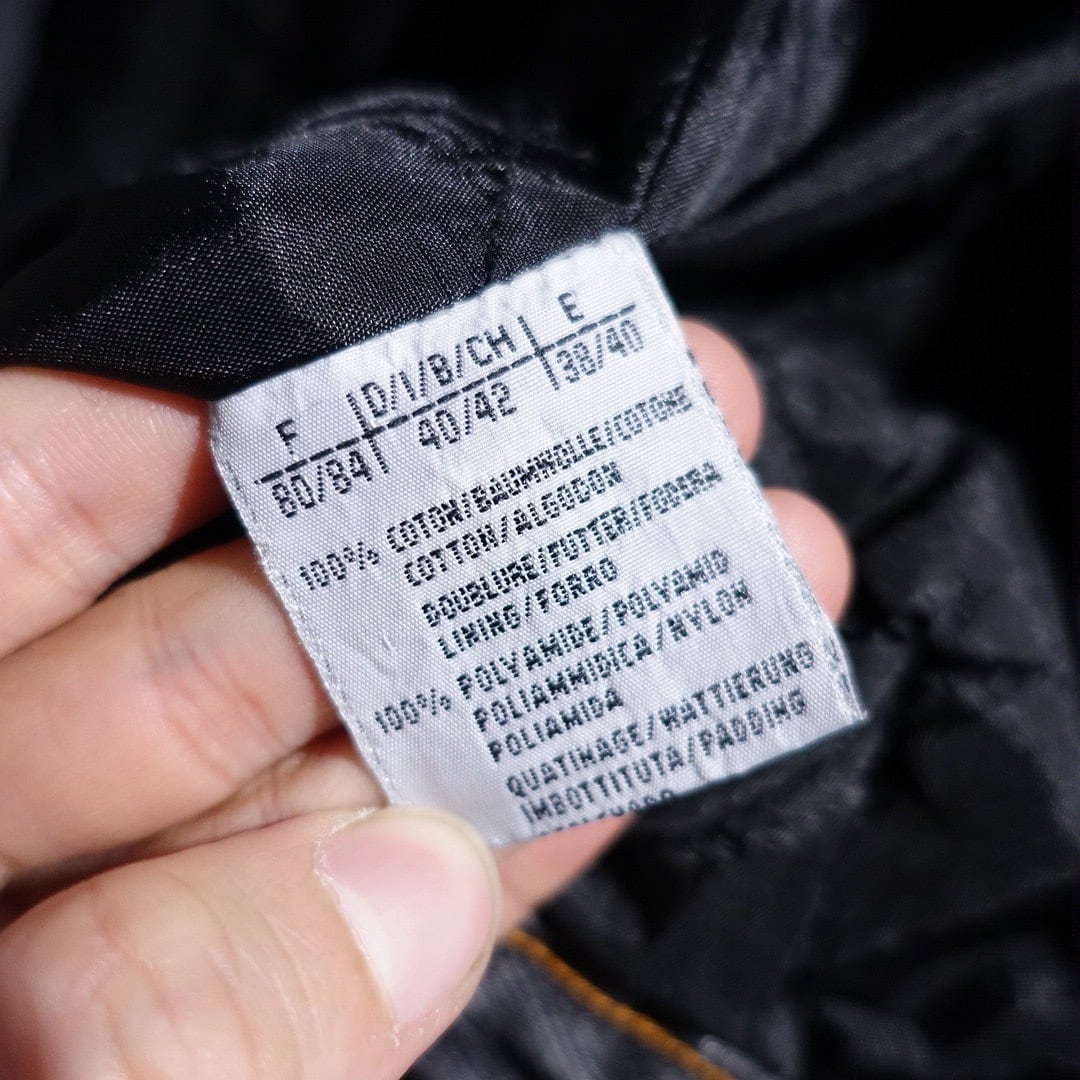 F | D/I/B/CH | E
80/84 | 40/42 | 38/40
100% COTON/BAUMWOLLE/COTONE
COTTON/ALGODON
DOUBLURE/FUTTER/FODERA
LINING/FORRO
100% POLYAMIDE/POLYAMID
POLIAMMIDICA/NYLON
POLIAMIDA
QUATINAGE/WATTIERUNG
IMBOTTITUTA/PADDING